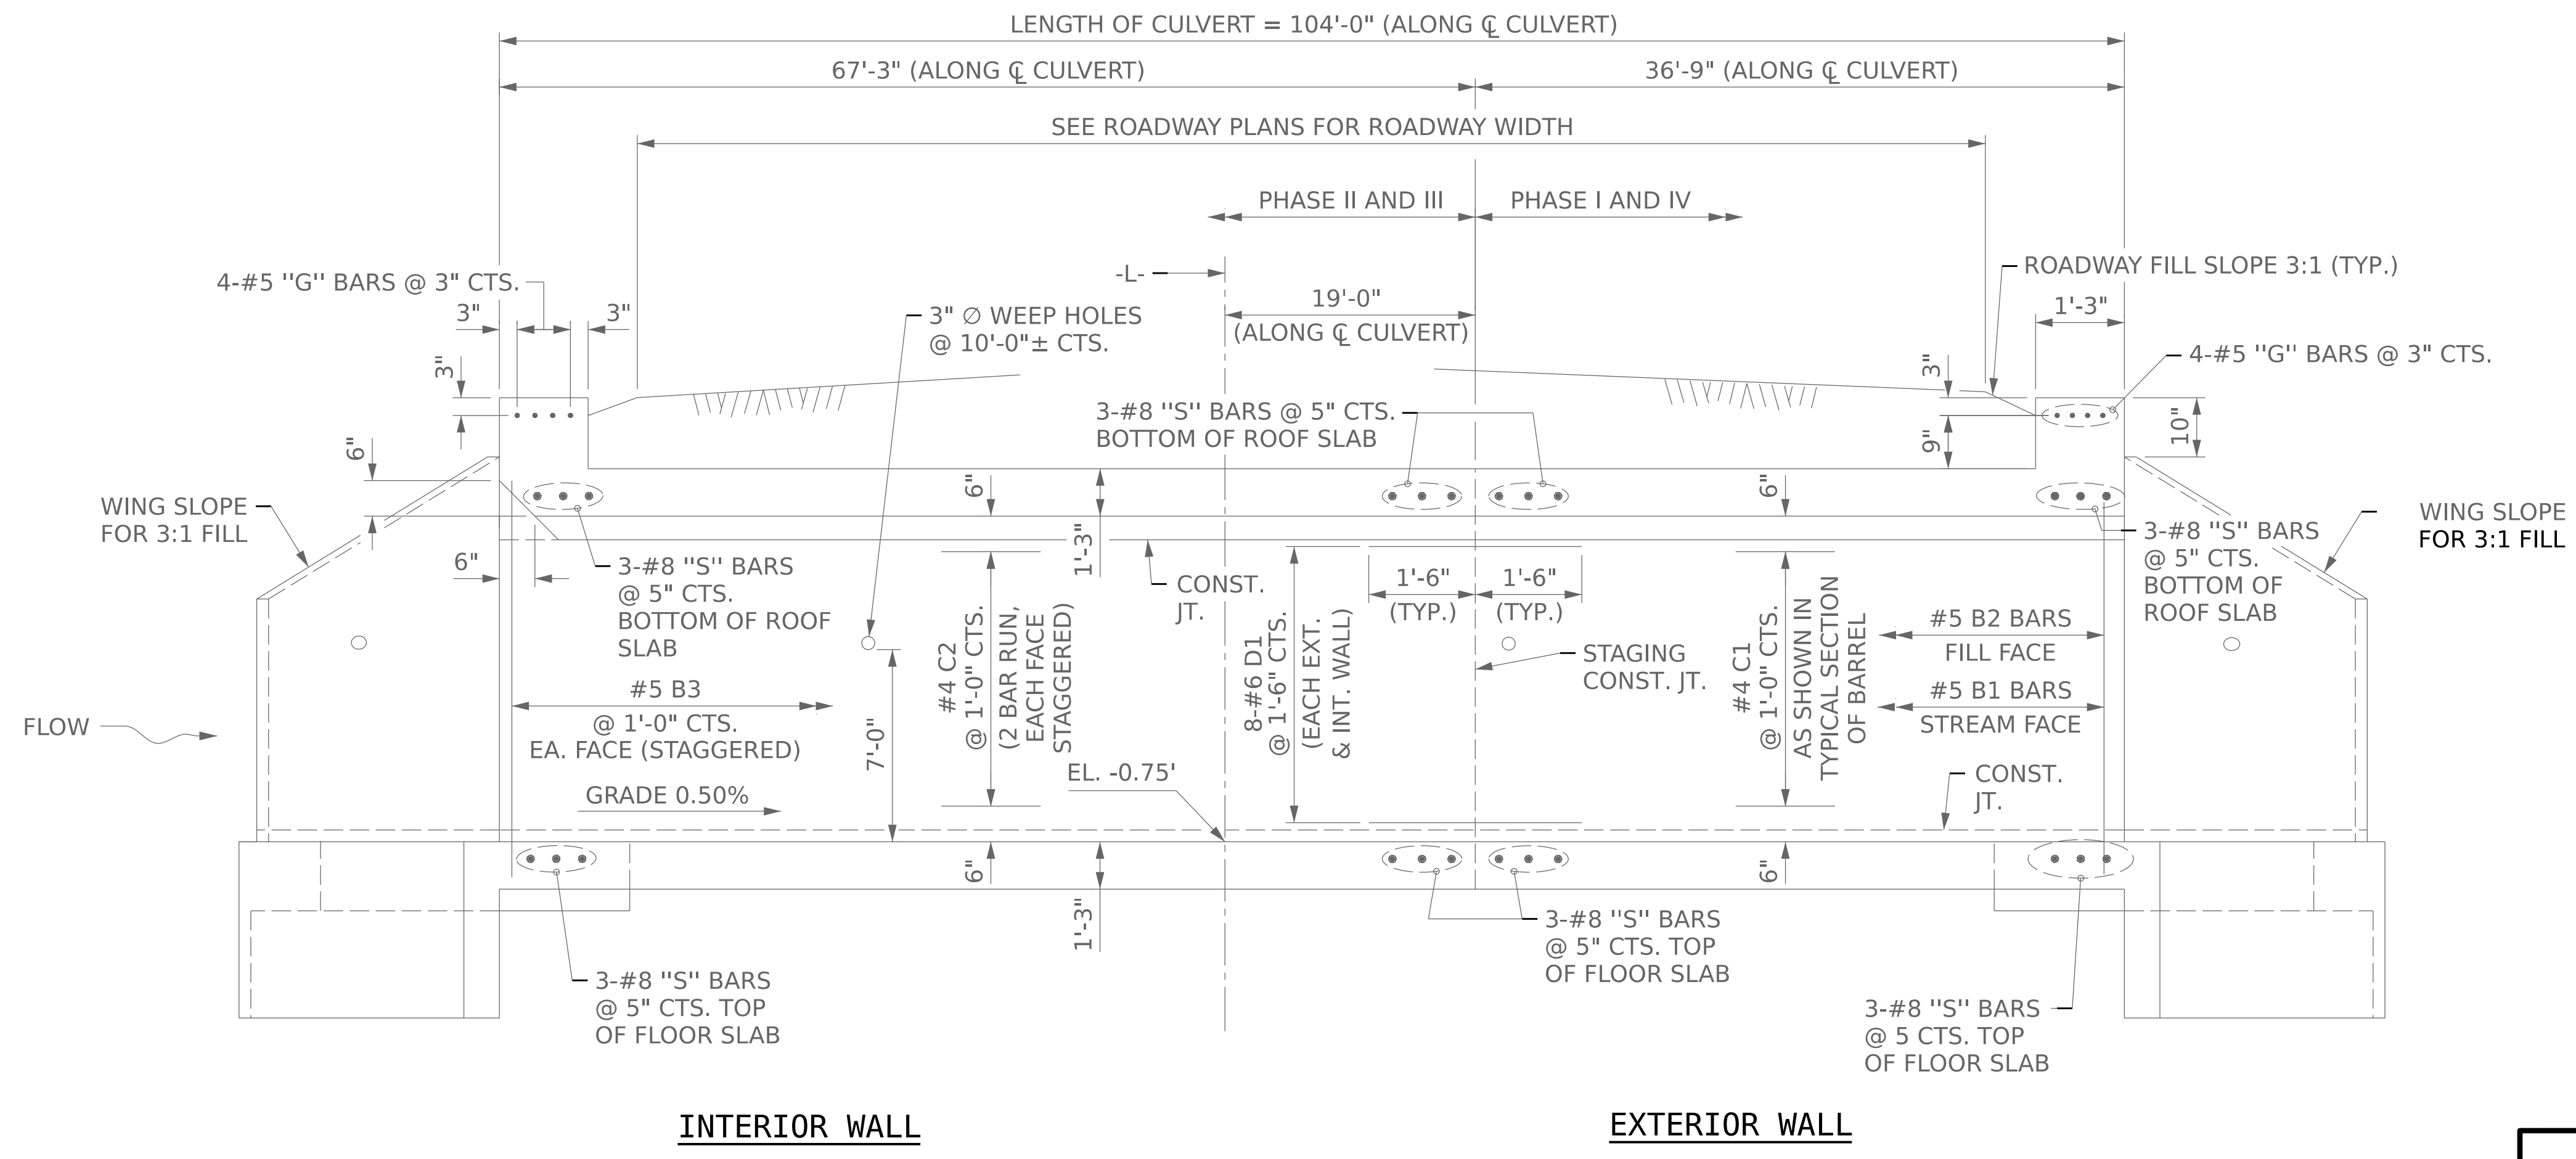 LENGTH OF CULVERT = 104'-0" (ALONG ℄ CULVERT)
67'-3" (ALONG ℄ CULVERT)
36'-9" (ALONG ℄ CULVERT)
SEE ROADWAY PLANS FOR ROADWAY WIDTH
PHASE II AND III
PHASE I AND IV
-L-
ROADWAY FILL SLOPE 3:1 (TYP.)
4-#5 ''G'' BARS @ 3" CTS.
3"
3"
3" ∅ WEEP HOLES
@ 10'-0"± CTS.
19'-0"
(ALONG ℄ CULVERT)
1'-3"
4-#5 ''G'' BARS @ 3" CTS.
3"
3"
9"
10"
3-#8 ''S'' BARS @ 5" CTS.
BOTTOM OF ROOF SLAB
6"
6"
6"
WING SLOPE
FOR 3:1 FILL
WING SLOPE
FOR 3:1 FILL
3-#8 ''S'' BARS
@ 5" CTS.
BOTTOM OF
ROOF SLAB
6"
3-#8 ''S'' BARS
@ 5" CTS.
BOTTOM OF ROOF
SLAB
1'-3"
CONST.
JT.
1'-6"
(TYP.)
1'-6"
(TYP.)
#4 C2
@ 1'-0" CTS.
(2 BAR RUN,
EACH FACE
STAGGERED)
8-#6 D1
@ 1'-6" CTS.
(EACH EXT.
& INT. WALL)
STAGING
CONST. JT.
#4 C1
@ 1'-0" CTS.
AS SHOWN IN
TYPICAL SECTION
OF BARREL
#5 B2 BARS
FILL FACE
#5 B1 BARS
STREAM FACE
#5 B3
@ 1'-0" CTS.
EA. FACE (STAGGERED)
FLOW
7'-0"
GRADE 0.50%
EL. -0.75'
CONST.
JT.
6"
6"
1'-3"
3-#8 ''S'' BARS
@ 5" CTS. TOP
OF FLOOR SLAB
3-#8 ''S'' BARS
@ 5" CTS. TOP
OF FLOOR SLAB
3-#8 ''S'' BARS
@ 5 CTS. TOP
OF FLOOR SLAB
INTERIOR WALL
EXTERIOR WALL